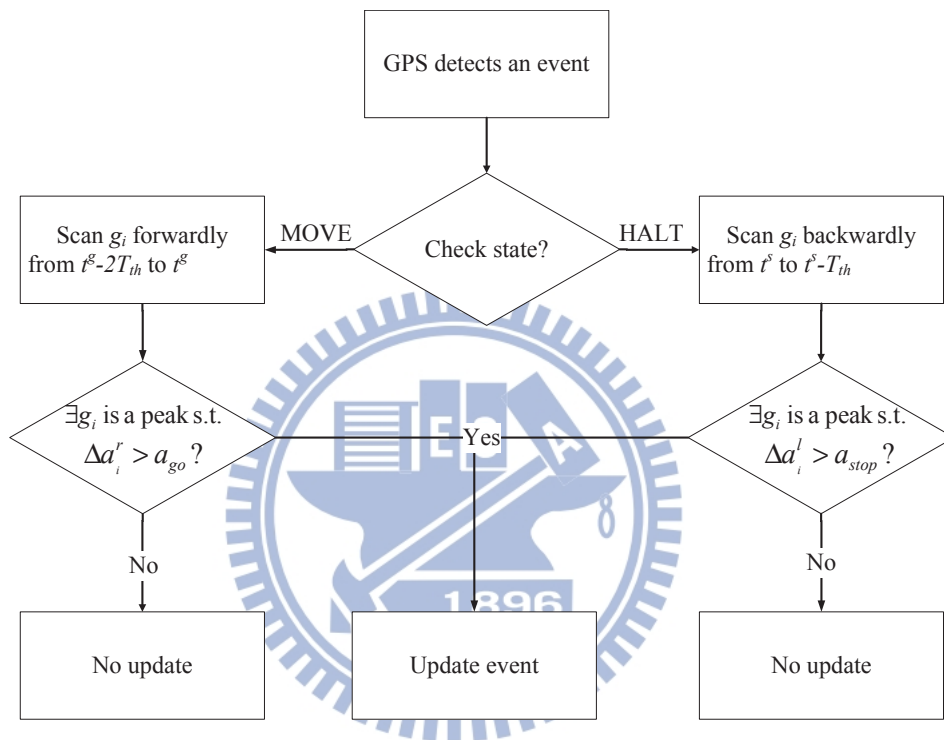 GPS detects an event
Check state?
MOVE
HALT
Scan g_i forwardly
from t^g-2T_th to t^g
Scan g_i backwardly
from t^s to t^s-T_th
∃g_i is a peak s.t.
Δa_i^r > a_go ?
∃g_i is a peak s.t.
Δa_i^l > a_stop ?
Yes
No
No
No update
Update event
No update
E
C
A
1896